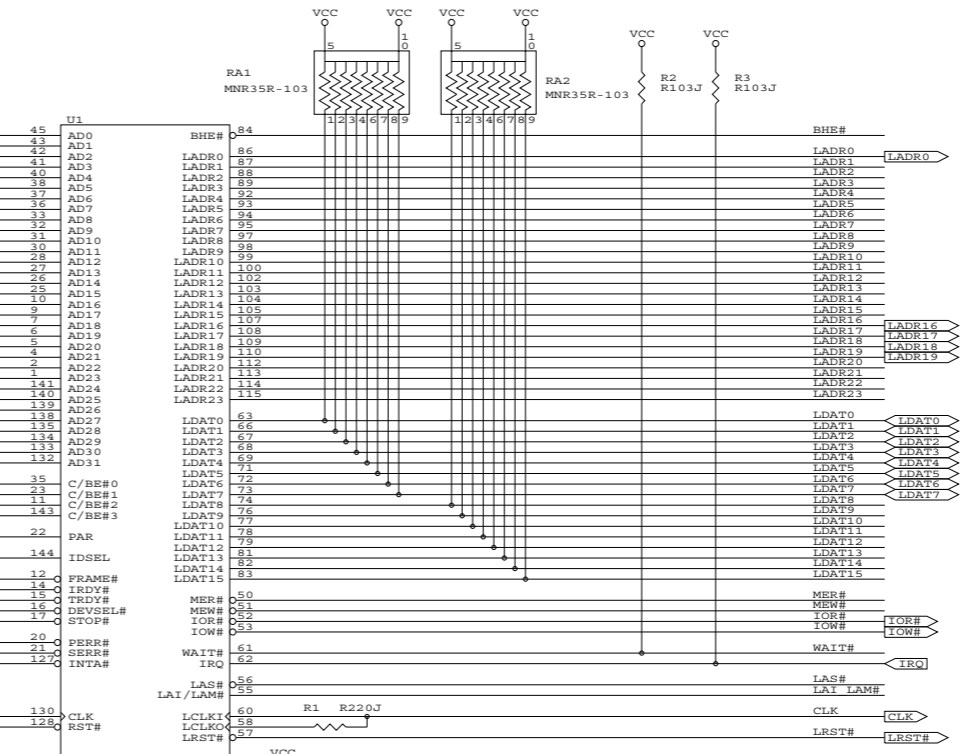 VCC VCC VCC VCC
VCC VCC
5 10 5 10
RA1
MNR35R-103
RA2
MNR35R-103
R2
R103J
R3
R103J
1 2 3 4 6 7 8 9 1 2 3 4 6 7 8 9
U1
45 AD0 BHE# 84 BHE#
43 AD1
42 AD2 LADR0 86 LADR0 LADR0
41 AD3 LADR1 87 LADR1
40 AD4 LADR2 88 LADR2
38 AD5 LADR3 89 LADR3
37 AD6 LADR4 92 LADR4
36 AD7 LADR5 93 LADR5
33 AD8 LADR6 94 LADR6
32 AD9 LADR7 95 LADR7
31 AD10 LADR8 97 LADR8
30 AD11 LADR9 98 LADR9
28 AD12 LADR10 99 LADR10
27 AD13 LADR11 100 LADR11
26 AD14 LADR12 102 LADR12
25 AD15 LADR13 103 LADR13
10 AD16 LADR14 104 LADR14
9 AD17 LADR15 105 LADR15
7 AD18 LADR16 107 LADR16 LADR16
6 AD19 LADR17 108 LADR17 LADR17
5 AD20 LADR18 109 LADR18 LADR18
4 AD21 LADR19 110 LADR19 LADR19
2 AD22 LADR20 112 LADR20
1 AD23 LADR21 113 LADR21
141 AD24 LADR22 114 LADR22
140 AD25 LADR23 115 LADR23
139 AD26
138 AD27 LDAT0 63 LDAT0 LDAT0
135 AD28 LDAT1 66 LDAT1 LDAT1
134 AD29 LDAT2 67 LDAT2 LDAT2
133 AD30 LDAT3 68 LDAT3 LDAT3
132 AD31 LDAT4 69 LDAT4 LDAT4
LDAT5 71 LDAT5 LDAT5
35 C/BE#0 LDAT6 72 LDAT6 LDAT6
23 C/BE#1 LDAT7 73 LDAT7 LDAT7
11 C/BE#2 LDAT8 74 LDAT8
143 C/BE#3 LDAT9 76 LDAT9
LDAT10 77 LDAT10
22 PAR LDAT11 78 LDAT11
LDAT12 79 LDAT12
144 IDSEL LDAT13 81 LDAT13
LDAT14 82 LDAT14
12 FRAME# LDAT15 83 LDAT15
14 IRDY#
15 TRDY# MER# 50 MER#
16 DEVSEL# MEW# 51 MEW#
17 STOP# IOR# 52 IOR# IOR#
IOW# 53 IOW# IOW#
20 PERR#
21 SERR# WAIT# 61 WAIT#
127 INTA# IRQ 62 IRQ
LAS# 56 LAS#
LAI/LAM# 55 LAI LAM#
R1 R220J
130 CLK LCLKI 60 CLK CLK
128 RST# LCLKO 58
LRST# 57 LRST# LRST#
VCC